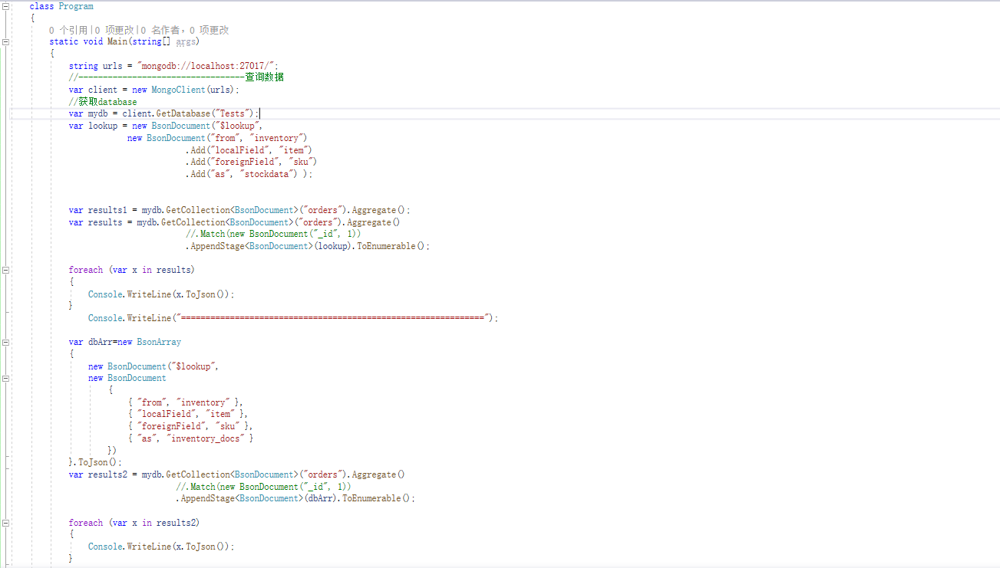 class Program
{
0 个引用|0 项更改|0 名作者，0 项更改
static void Main(string[] args)
{
string urls = "mongodb://localhost:27017/";
//----------------------------------查询数据
var client = new MongoClient(urls);
//获取database
var mydb = client.GetDatabase("Tests");
var lookup = new BsonDocument("$lookup",
new BsonDocument("from", "inventory")
.Add("localField", "item")
.Add("foreignField", "sku")
.Add("as", "stockdata") );
var results1 = mydb.GetCollection<BsonDocument>("orders").Aggregate();
var results = mydb.GetCollection<BsonDocument>("orders").Aggregate()
//.Match(new BsonDocument("_id", 1))
.AppendStage<BsonDocument>(lookup).ToEnumerable();
foreach (var x in results)
{
Console.WriteLine(x.ToJson());
}
Console.WriteLine("==============================================================");
var dbArr=new BsonArray
{
new BsonDocument("$lookup",
new BsonDocument
{
{ "from", "inventory" },
{ "localField", "item" },
{ "foreignField", "sku" },
{ "as", "inventory_docs" }
})
}.ToJson();
var results2 = mydb.GetCollection<BsonDocument>("orders").Aggregate()
//.Match(new BsonDocument("_id", 1))
.AppendStage<BsonDocument>(dbArr).ToEnumerable();
foreach (var x in results2)
{
Console.WriteLine(x.ToJson());
}